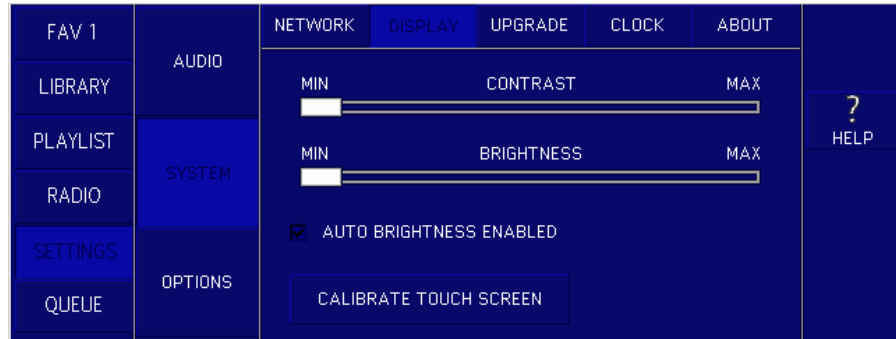 FAV 1
LIBRARY
PLAYLIST
RADIO
SETTINGS
QUEUE
AUDIO
SYSTEM
OPTIONS
NETWORK DISPLAY UPGRADE CLOCK ABOUT
MIN CONTRAST MAX
MIN BRIGHTNESS MAX
AUTO BRIGHTNESS ENABLED
CALIBRATE TOUCH SCREEN
?
HELP